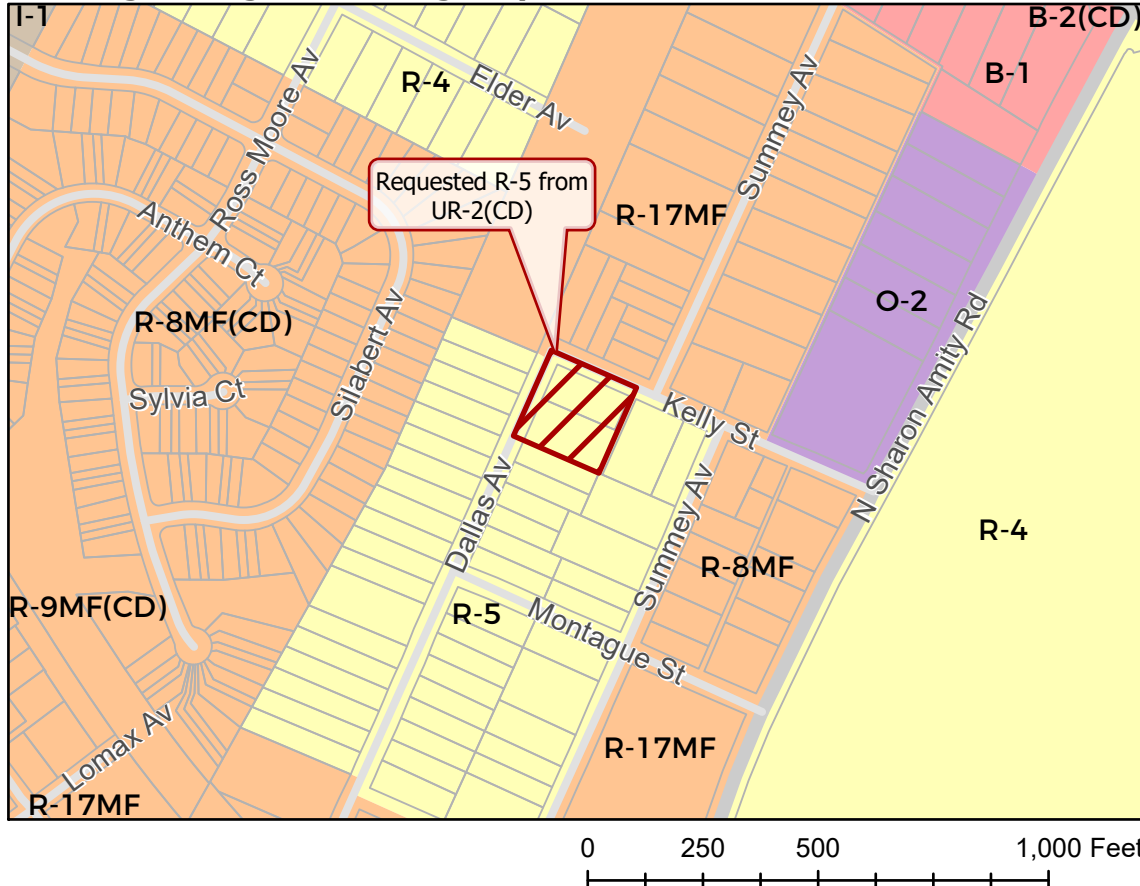 I-1
B-2(CD)
B-1
R-4
Elder Av
Ross Moore Av
Summey Av
Requested R-5 from
UR-2(CD)
R-17MF
Anthem Ct
O-2
R-8MF(CD)
Silabert Av
Sylvia Ct
Kelly St
N Sharon Amity Rd
Dallas Av
Summey Av
R-4
R-8MF
R-9MF(CD)
R-5
Montague St
Lomax Av
R-17MF
R-17MF
0 250 500 1,000 Feet